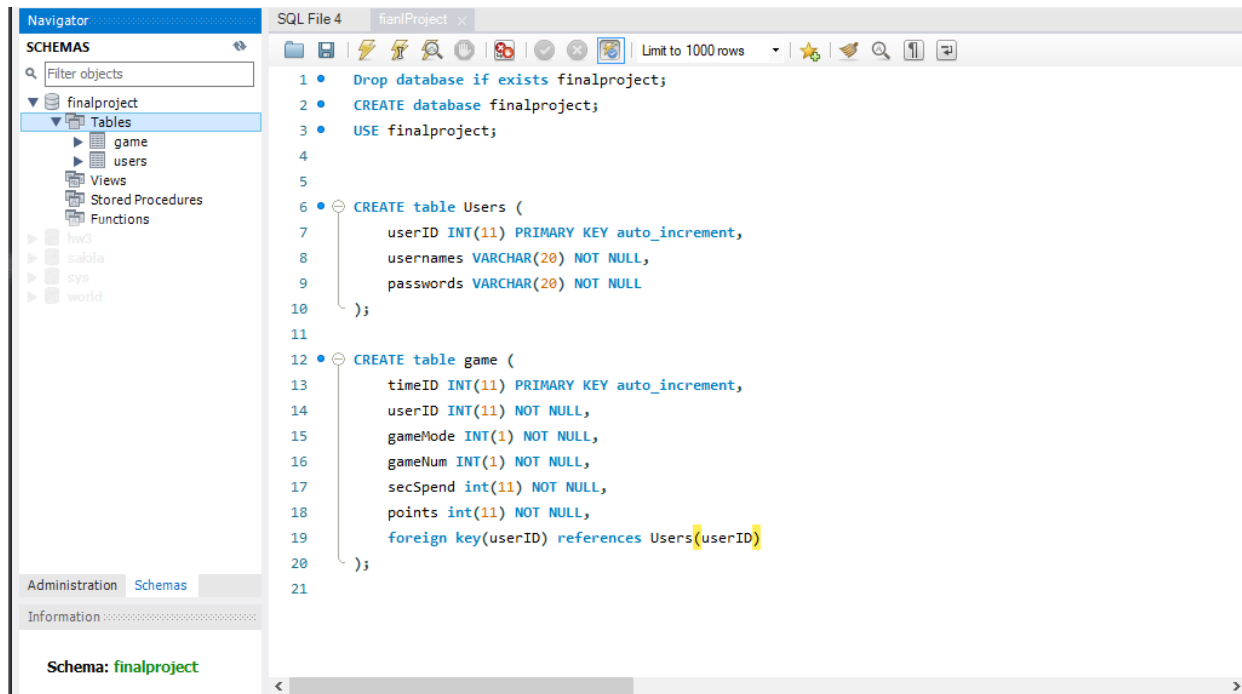 Navigator
SCHEMAS
Filter objects
finalproject
Tables
game
users
Views
Stored Procedures
Functions
hw3
sakila
sys
world
Administration Schemas
Information
Schema: finalproject
SQL File 4 fianlProject ×
Limit to 1000 rows
1 Drop database if exists finalproject;
2 CREATE database finalproject;
3 USE finalproject;
4
5
6 CREATE table Users (
7 userID INT(11) PRIMARY KEY auto_increment,
8 usernames VARCHAR(20) NOT NULL,
9 passwords VARCHAR(20) NOT NULL
10 );
11
12 CREATE table game (
13 timeID INT(11) PRIMARY KEY auto_increment,
14 userID INT(11) NOT NULL,
15 gameMode INT(1) NOT NULL,
16 gameNum INT(1) NOT NULL,
17 secSpend int(11) NOT NULL,
18 points int(11) NOT NULL,
19 foreign key(userID) references Users(userID)
20 );
21